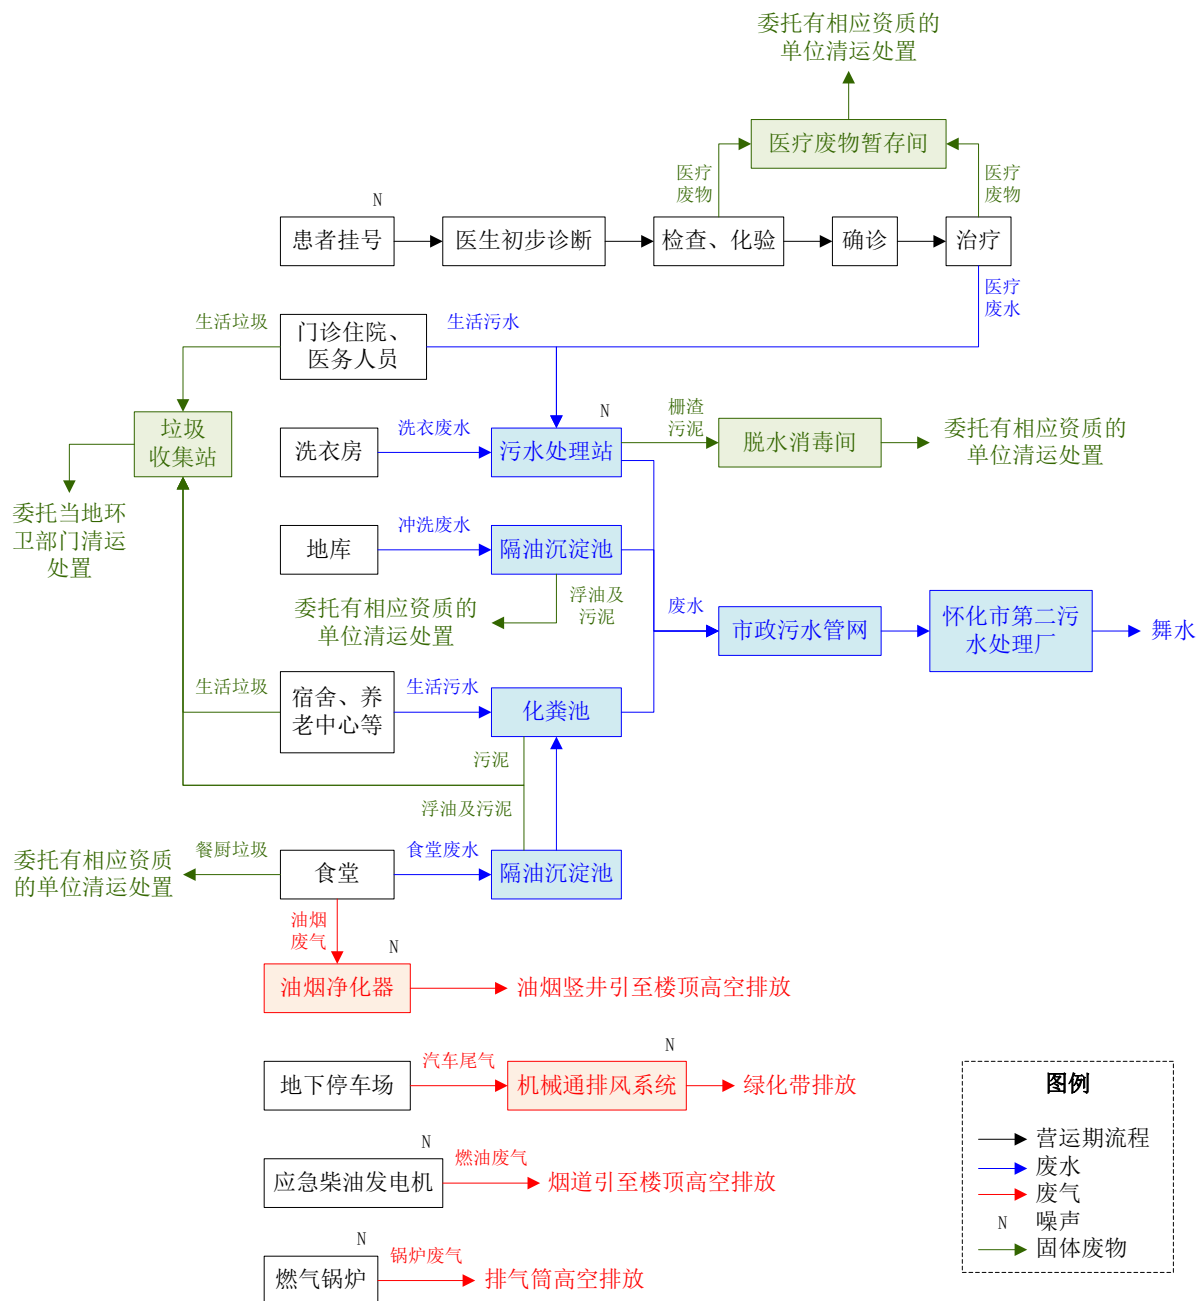 委托有相应资质的
单位清运处置
医疗废物暂存间
医疗
废物
医疗
废物
N
患者挂号
医生初步诊断
检查、化验
确诊
治疗
医疗
废水
生活垃圾
门诊住院、
医务人员
生活污水
垃圾
收集站
洗衣房
洗衣废水
N
污水处理站
栅渣
污泥
脱水消毒间
委托有相应资质的
单位清运处置
委托当地环
卫部门清运
处置
地库
冲洗废水
隔油沉淀池
浮油及
污泥
委托有相应资质的
单位清运处置
废水
市政污水管网
怀化市第二污
水处理厂
舞水
生活垃圾
宿舍、养
老中心等
生活污水
化粪池
污泥
浮油及污泥
委托有相应资质
的单位清运处置
餐厨垃圾
食堂
食堂废水
隔油沉淀池
油烟
废气
N
油烟净化器
油烟竖井引至楼顶高空排放
地下停车场
汽车尾气
N
机械通排风系统
绿化带排放
N
应急柴油发电机
燃油废气
烟道引至楼顶高空排放
N
燃气锅炉
锅炉废气
排气筒高空排放
图例
营运期流程
废水
废气
N 噪声
固体废物